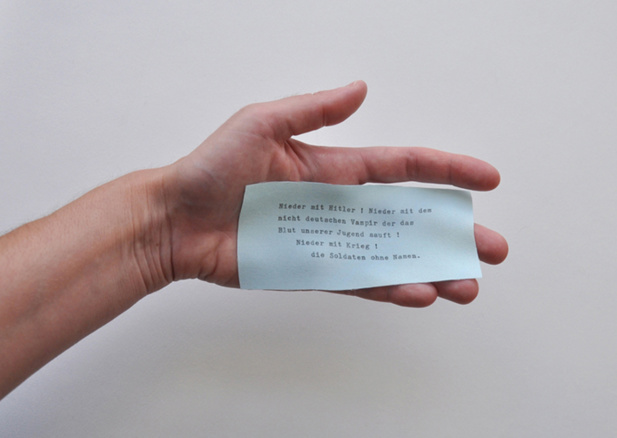 Nieder mit Hitler ! Nieder mit dem
nicht deutschen Vampir der das
Blut unserer Jugend sauft !
Nieder mit Krieg !
die Soldaten ohne Namen.